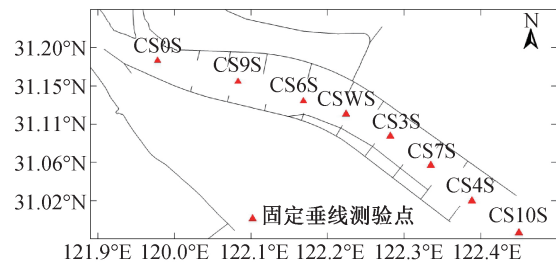 N
31.20°N
CS0S
CS9S
31.15°N
CS6S
CSWS
31.11°N
CS3S
CS7S
31.06°N
CS4S
31.02°N
CS10S
固定垂线测验点
121.9°E 122.0°E 122.1°E 122.2°E 122.3°E 122.4°E